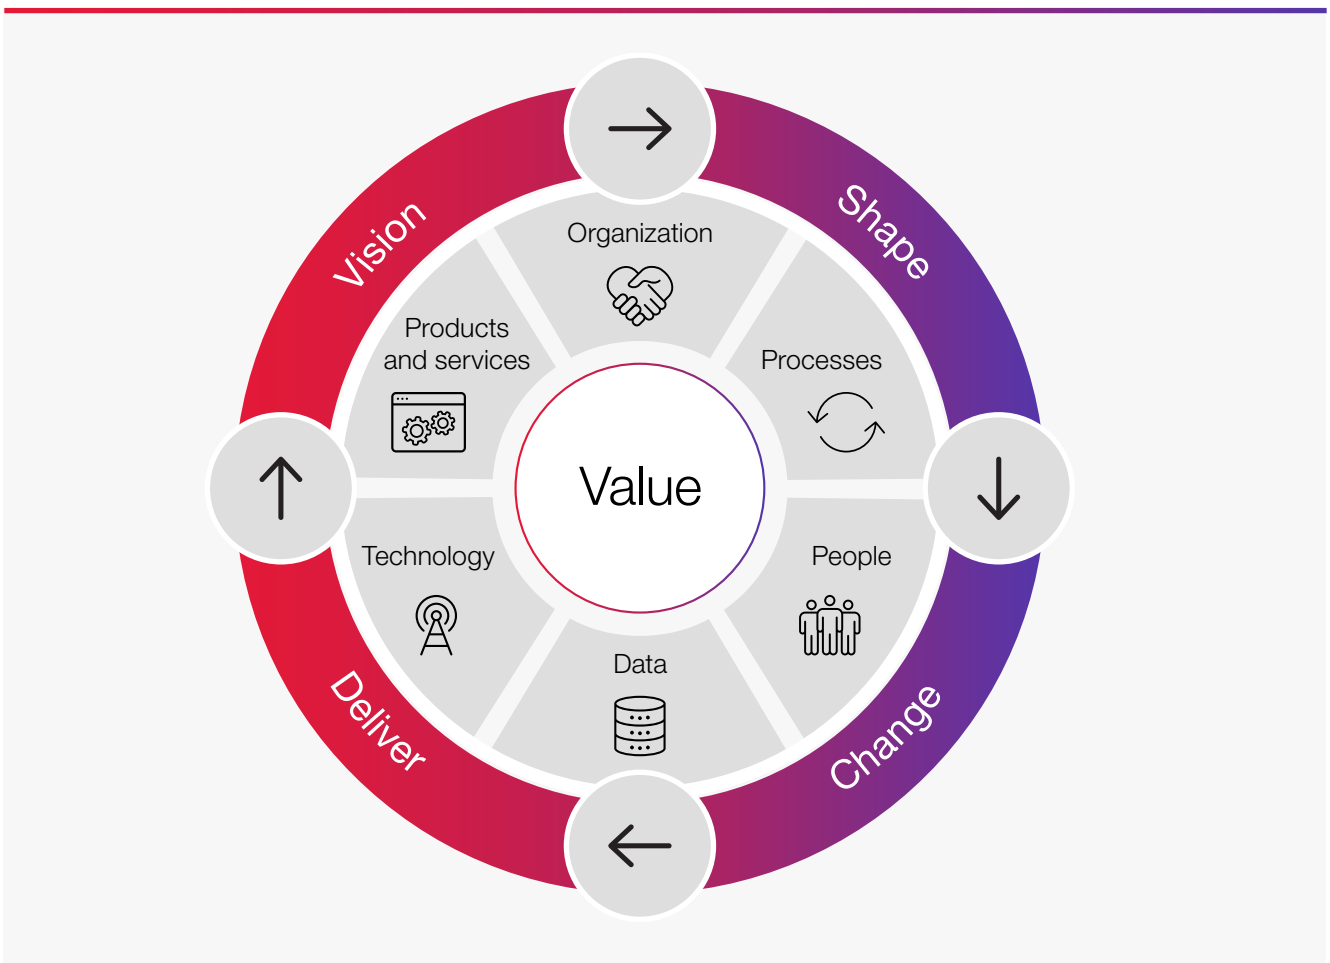 Vision
Shape
Organization
Products
and services
Processes
Value
Technology
People
Data
Deliver
Change